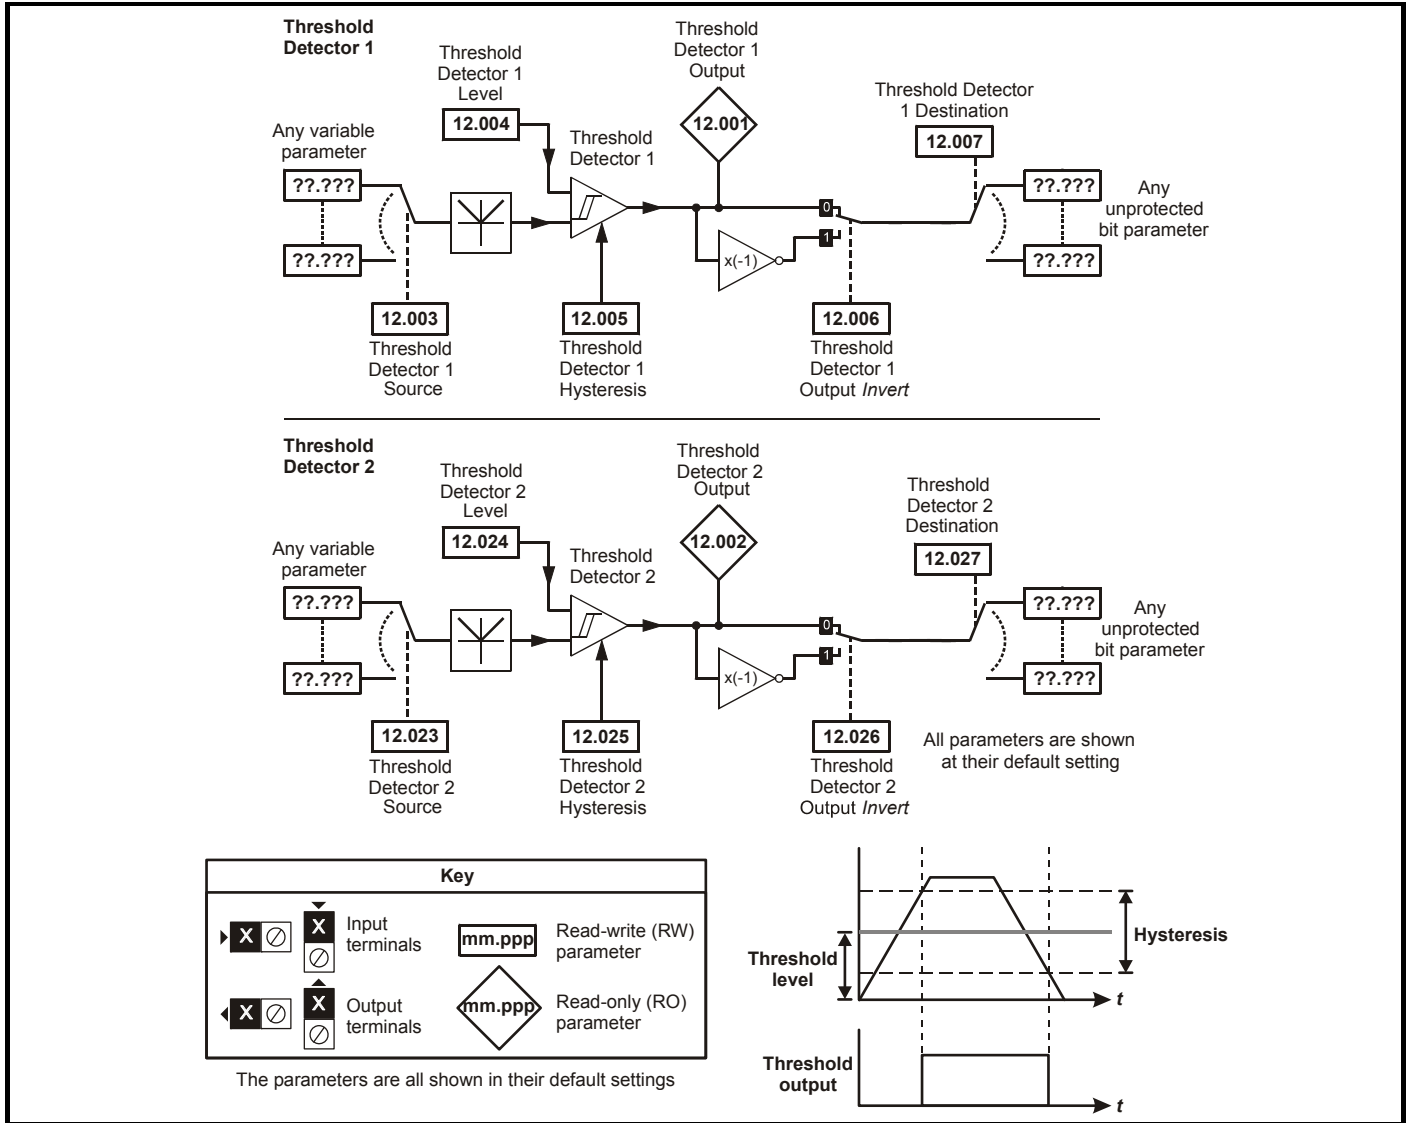 Threshold
Detector 1
Threshold
Detector 1
Level
12.004
Threshold
Detector 1
Output
12.001
Threshold Detector
1 Destination
12.007
Any variable
parameter
??.???
??.???
Threshold
Detector 1
0
1
x(-1)
??.???
??.???
Any
unprotected
bit parameter
12.003
Threshold
Detector 1
Source
12.005
Threshold
Detector 1
Hysteresis
12.006
Threshold
Detector 1
Output Invert
Threshold
Detector 2
Threshold
Detector 2
Level
12.024
Threshold
Detector 2
Output
12.002
Threshold
Detector 2
Destination
12.027
Any variable
parameter
??.???
??.???
Threshold
Detector 2
0
1
x(-1)
??.???
??.???
Any
unprotected
bit parameter
12.023
Threshold
Detector 2
Source
12.025
Threshold
Detector 2
Hysteresis
12.026
Threshold
Detector 2
Output Invert
All parameters are shown
at their default setting
Key
X
X
Input
terminals
mm.ppp
Read-write (RW)
parameter
X
X
Output
terminals
mm.ppp
Read-only (RO)
parameter
The parameters are all shown in their default settings
Threshold
level
Hysteresis
t
Threshold
output
t